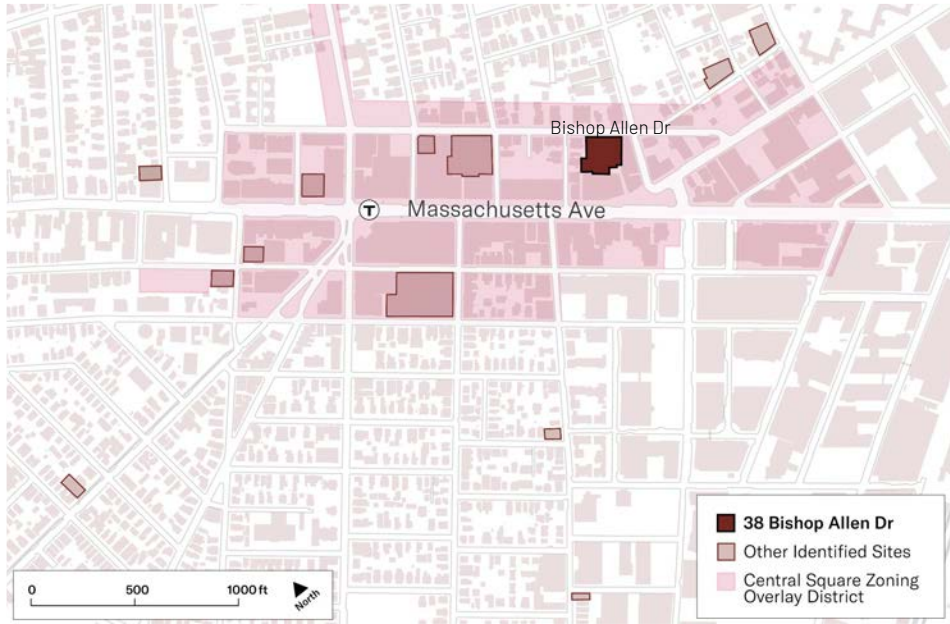 Bishop Allen Dr
T Massachusetts Ave
38 Bishop Allen Dr
Other Identified Sites
Central Square Zoning
Overlay District
0 500 1000 ft
North